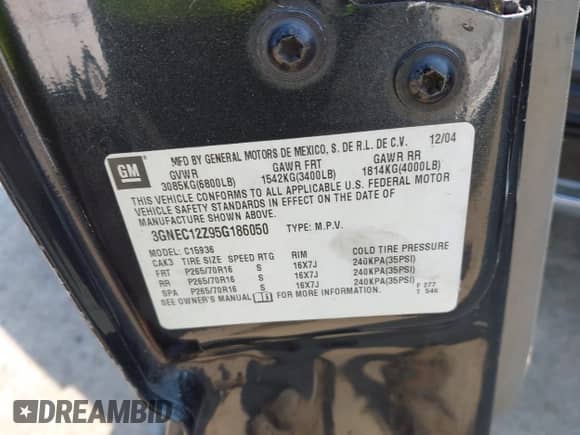 GM
MFD BY GENERAL MOTORS DE MEXICO, S. DE R.L. DE C.V. 12/04
GVWR GAWR FRT GAWR RR
3085KG(6800LB) 1542KG(3400LB) 1814KG(4000LB)
THIS VEHICLE CONFORMS TO ALL APPLICABLE U.S. FEDERAL MOTOR
VEHICLE SAFETY STANDARDS IN EFFECT ON THE DATE OF
MANUFACTURE SHOWN ABOVE.
3GNEC12Z95G186050 TYPE: M.P.V.
MODEL: C15936
CAK3 TIRE SIZE SPEED RTG RIM COLD TIRE PRESSURE
FRT P265/70R16 S 16X7J 240KPA(35PSI)
RR P265/70R16 S 16X7J 240KPA(35PSI)
SPA P265/70R16 S 16X7J 240KPA(35PSI)
SEE OWNER'S MANUAL FOR MORE INFORMATION.
F 277
T 546
DREAMBID